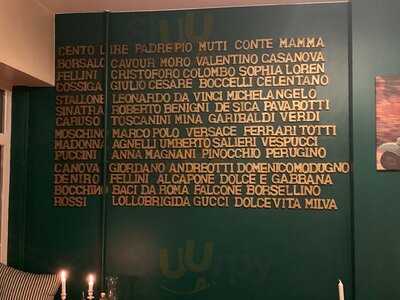 CENTO LIRE PADRE PIO MUTI CONTE MAMMA
BORSALO CAVOUR MORO VALENTINO CASANOVA
FELLINI CRISTOFORO COLOMBO SOPHIA LOREN
COSSIGA GIULIO CESARE BOCCELLI CELENTANO
STALLONE LEONARDO DA VINCI MICHELANGELO
SINATRA ROBERTO BENIGNI DE SICA PAVAROTTI
CARUSO TOSCANINI MINA GARIBALDI VERDI
MOSCHINO MARCO POLO VERSACE FERRARI TOTTI
MADONNA AGNELLI UMBERTO SALIERI VESPUCCI
PUCCINI ANNA MAGNANI PINOCCHIO PERUGINO
CANOVA GIORDANO ANDREOTTI DOMENICO MODUGNO
DE NIRO FELLINI AL CAPONE DOLCE E GABBANA
BOCCHINO BACI DA ROMA FALCONE BORSELLINO
ROSSI LOLLOBRIGIDA GUCCI DOLCE VITA MILVA